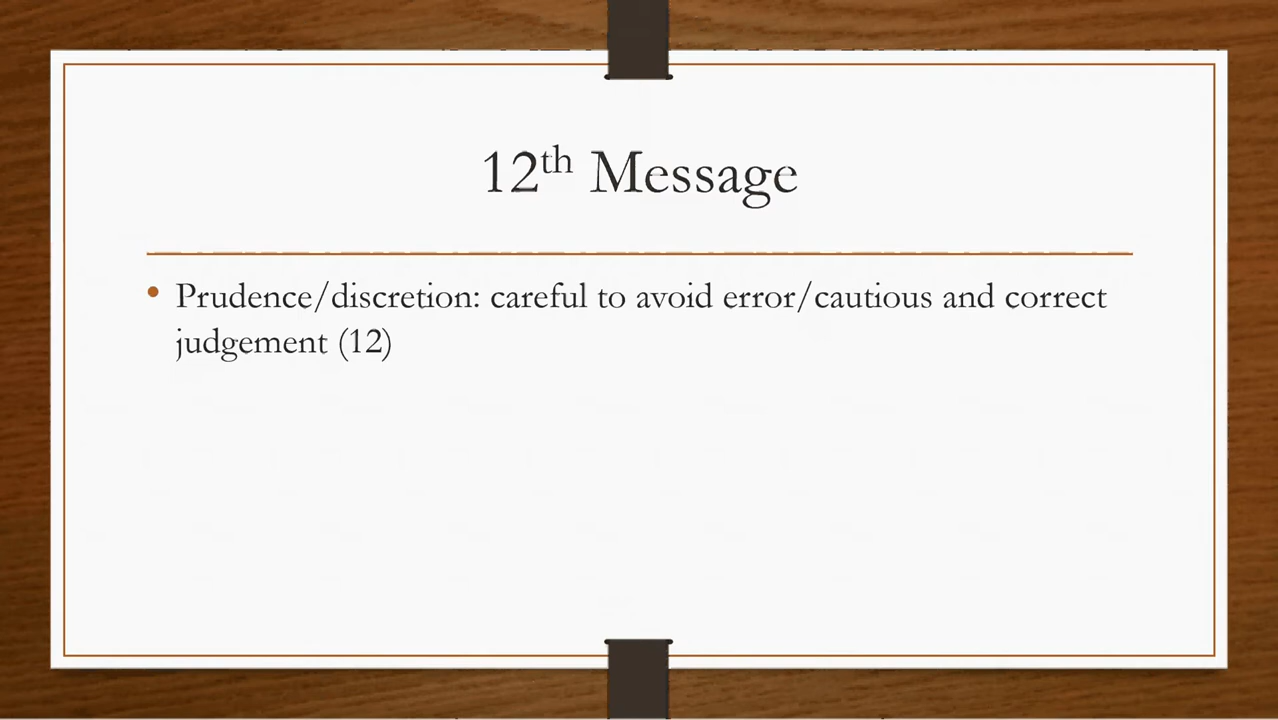 12th Message
• Prudence/discretion: careful to avoid error/cautious and correct
judgement (12)